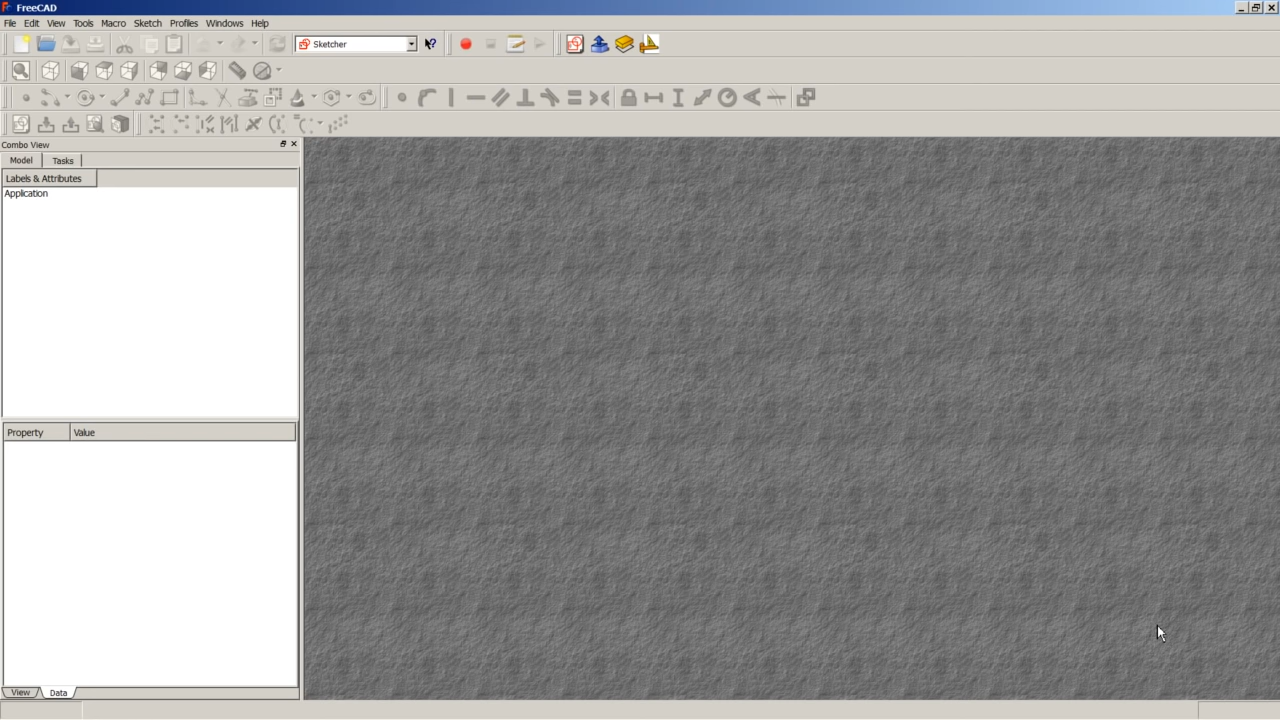 FreeCAD
File Edit View Tools Macro Sketch Profiles Windows Help
Sketcher
Combo View
Model Tasks
Labels & Attributes
Application
Property Value
View Data